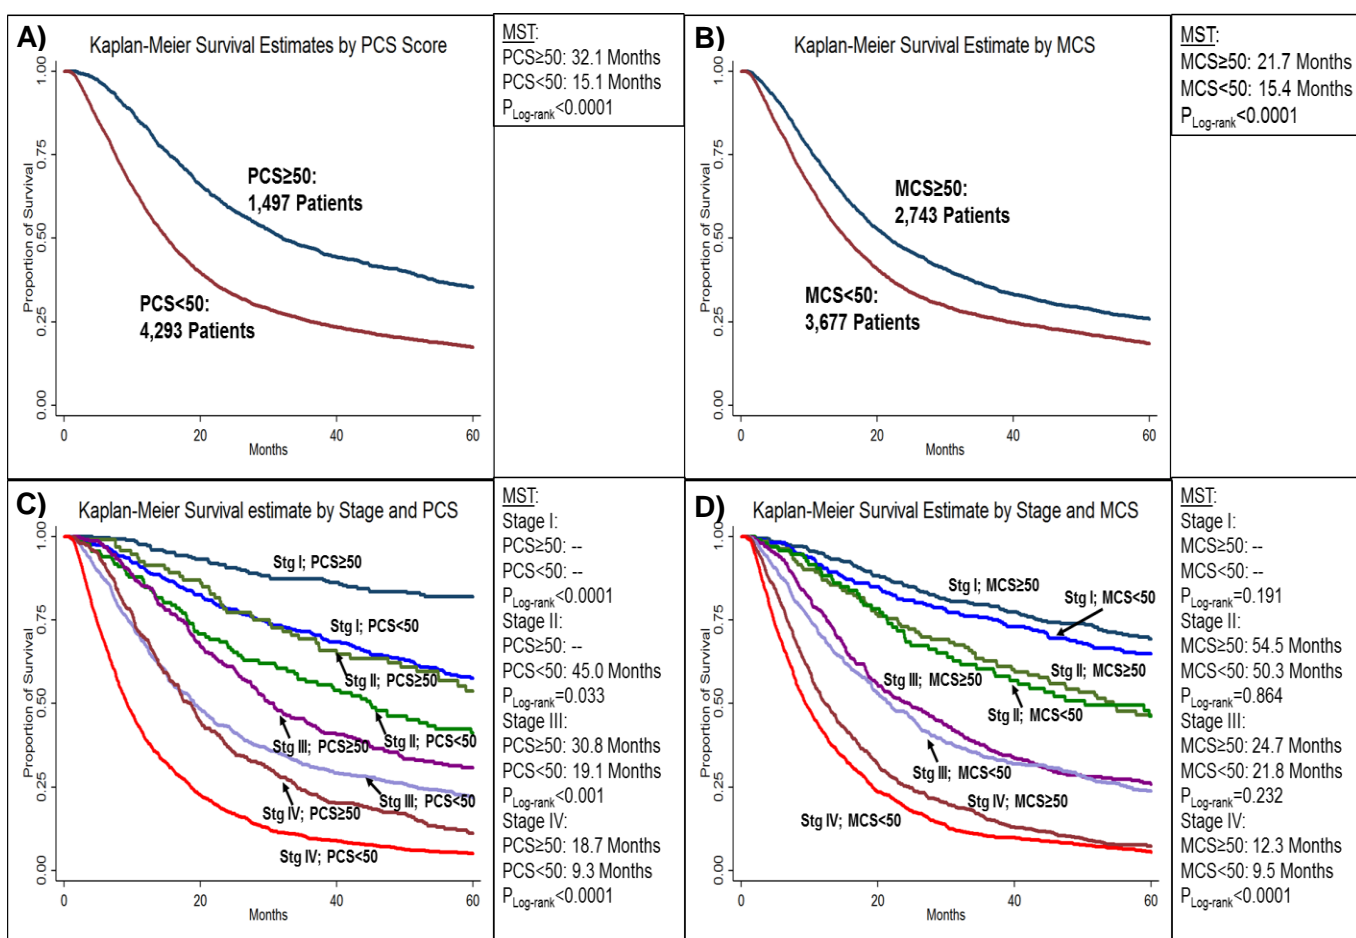 A)
Kaplan-Meier Survival Estimates by PCS Score
Proportion of Survival
1.00
0.75
0.50
0.25
0.00
PCS≥50:
1,497 Patients
PCS<50:
4,293 Patients
0 20 40 60
Months
MST:
PCS≥50: 32.1 Months
PCS<50: 15.1 Months
PLog-rank<0.0001
B)
Kaplan-Meier Survival Estimate by MCS
Proportion of Survival
1.00
0.75
0.50
0.25
0.00
MCS≥50:
2,743 Patients
MCS<50:
3,677 Patients
0 20 40 60
Months
MST:
MCS≥50: 21.7 Months
MCS<50: 15.4 Months
PLog-rank<0.0001
C)
Kaplan-Meier Survival estimate by Stage and PCS
Proportion of Survival
1.00
0.75
0.50
0.25
0.00
Stg I; PCS≥50
Stg I; PCS<50
Stg II; PCS≥50
Stg II; PCS<50
Stg III; PCS≥50
Stg III; PCS<50
Stg IV; PCS≥50
Stg IV; PCS<50
0 20 40 60
Months
MST:
Stage I:
PCS≥50: --
PCS<50: --
PLog-rank<0.0001
Stage II:
PCS≥50: --
PCS<50: 45.0 Months
PLog-rank=0.033
Stage III:
PCS≥50: 30.8 Months
PCS<50: 19.1 Months
PLog-rank<0.001
Stage IV:
PCS≥50: 18.7 Months
PCS<50: 9.3 Months
PLog-rank<0.0001
D)
Kaplan-Meier Survival Estimate by Stage and MCS
Proportion of Survival
1.00
0.75
0.50
0.25
0.00
Stg I; MCS≥50
Stg I; MCS<50
Stg II; MCS≥50
Stg III; MCS≥50
Stg II; MCS<50
Stg III; MCS<50
Stg IV; MCS≥50
Stg IV; MCS<50
0 20 40 60
Months
MST:
Stage I:
MCS≥50: --
MCS<50: --
PLog-rank=0.191
Stage II:
MCS≥50: 54.5 Months
MCS<50: 50.3 Months
PLog-rank=0.864
Stage III:
MCS≥50: 24.7 Months
MCS<50: 21.8 Months
PLog-rank=0.232
Stage IV:
MCS≥50: 12.3 Months
MCS<50: 9.5 Months
PLog-rank<0.0001